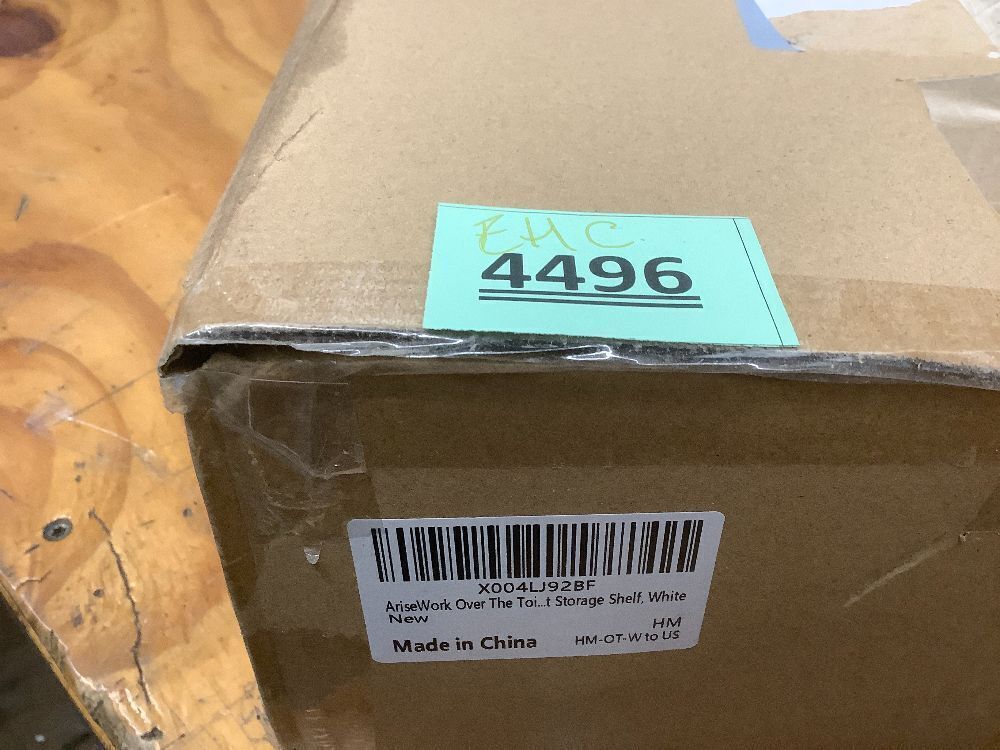 EHC
4496
X004LJ92BF
AriseWork Over The Toi...t Storage Shelf, White
New
HM
Made in China
HM-OT-W to US